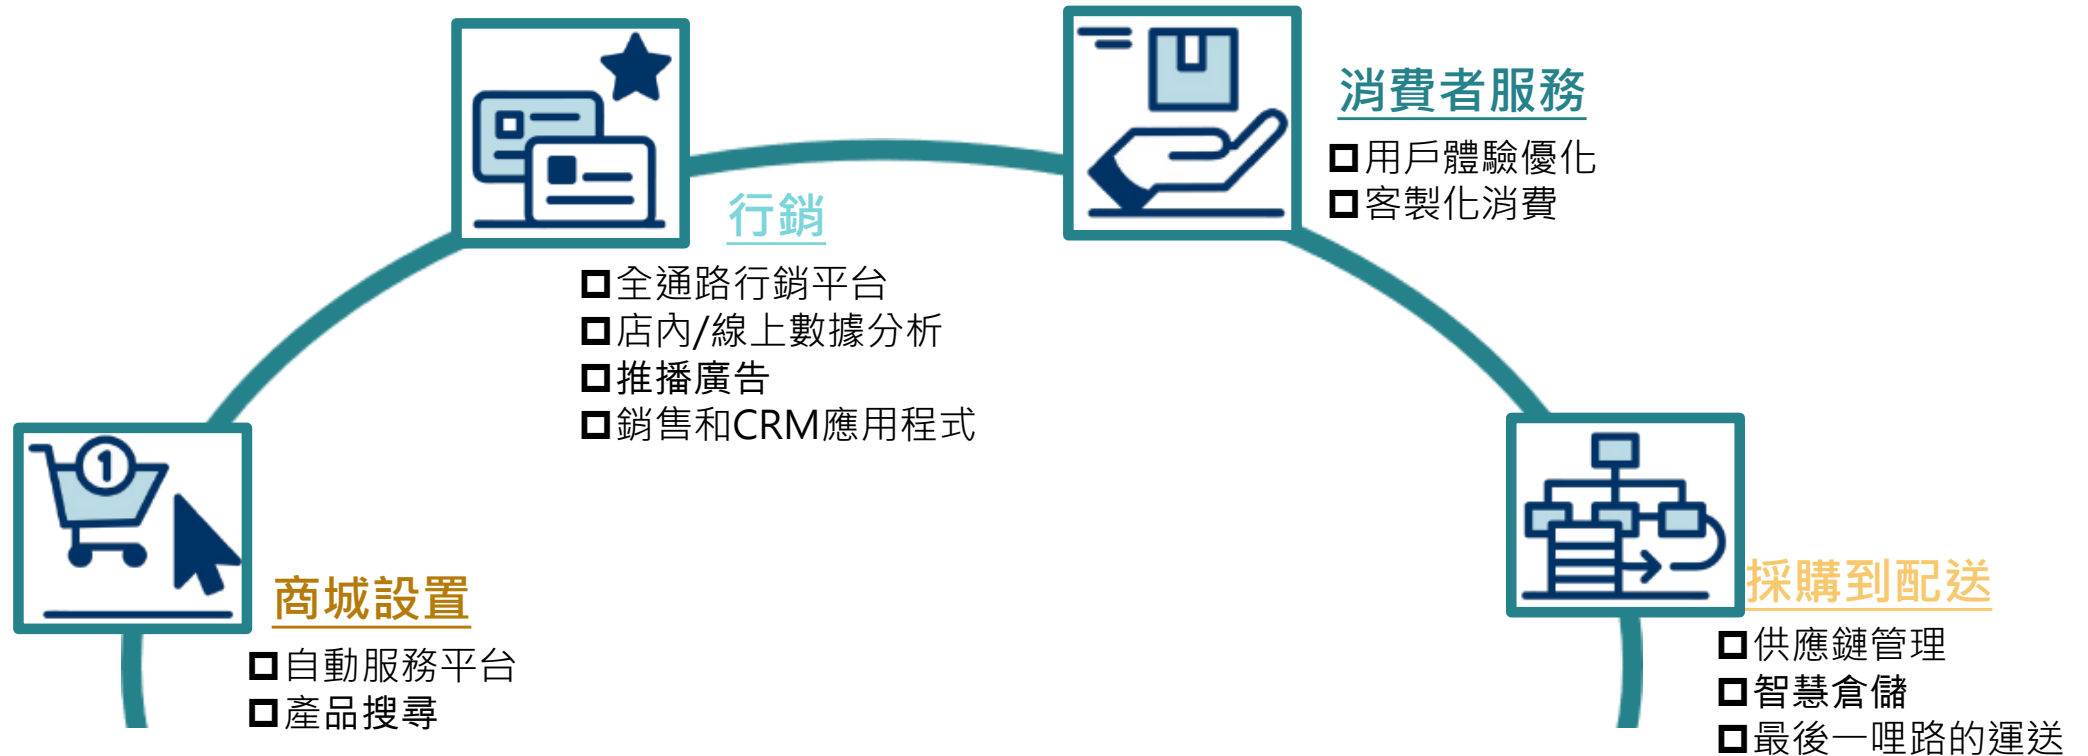 消費者服務
用戶體驗優化
客製化消費
行銷
全通路行銷平台
店內/線上數據分析
推播廣告
銷售和CRM應用程式
1
商城設置
自動服務平台
產品搜尋
採購到配送
供應鏈管理
智慧倉儲
最後一哩路的運送